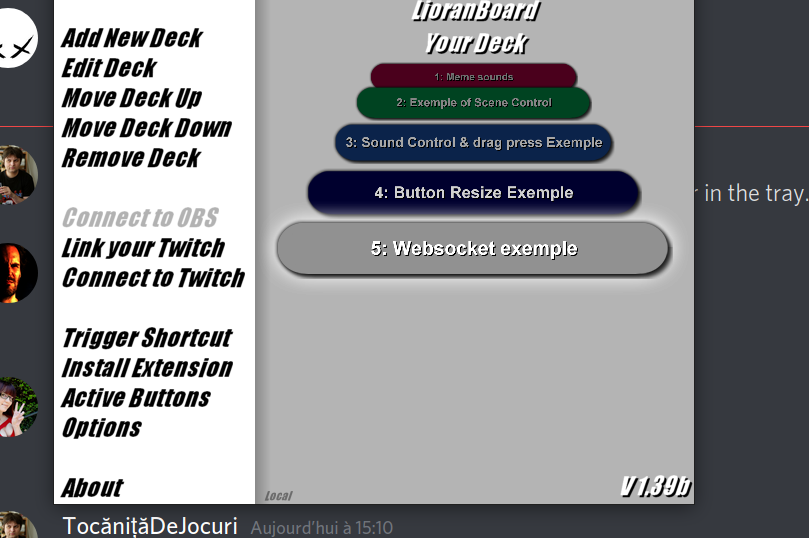 LioranBoard
Your Deck
Add New Deck
Edit Deck
Move Deck Up
Move Deck Down
Remove Deck
Connect to OBS
Link your Twitch
Connect to Twitch
Trigger Shortcut
Install Extension
Active Buttons
Options
About
1: Meme sounds
2: Exemple of Scene Control
3: Sound Control & drag press Exemple
4: Button Resize Exemple
5: Websocket exemple
Local
V 1.39b
in the tray.
TocănițăDeJocuri Aujourd'hui à 15:10